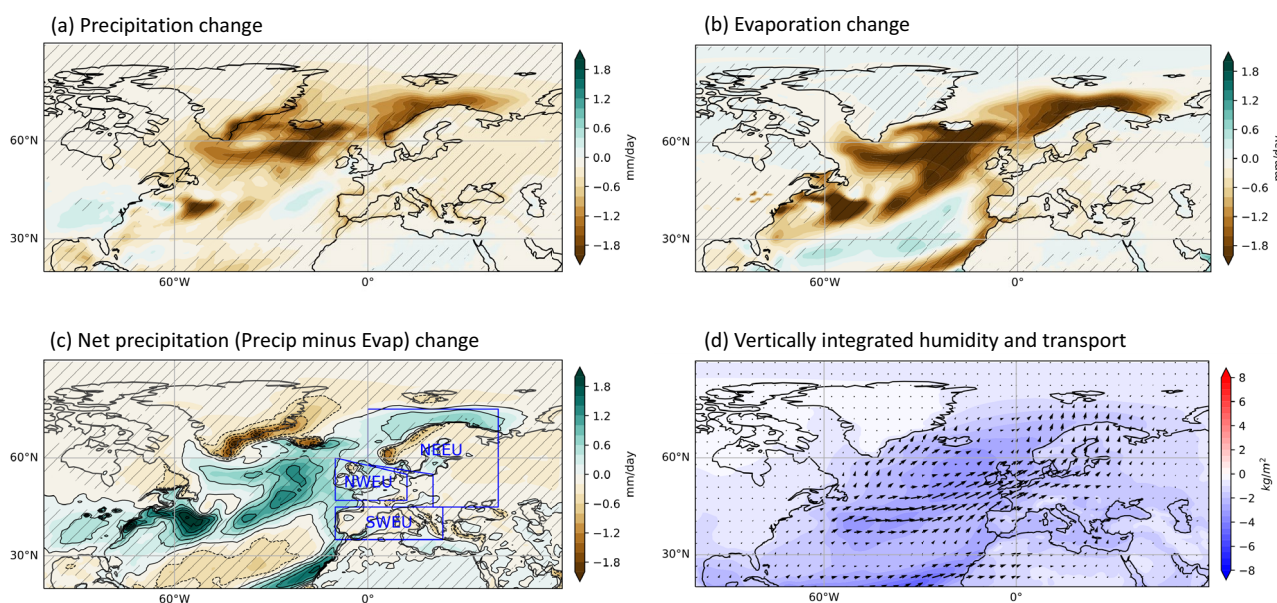 (a) Precipitation change
60°N
30°N
60°W
0°
1.8
1.2
0.6
0.0
−0.6
−1.2
−1.8
mm/day
(b) Evaporation change
60°N
30°N
60°W
0°
1.8
1.2
0.6
0.0
−0.6
−1.2
−1.8
mm/day
(c) Net precipitation (Precip minus Evap) change
NEEU
NWEU
SWEU
60°N
30°N
60°W
0°
1.8
1.2
0.6
0.0
−0.6
−1.2
−1.8
mm/day
(d) Vertically integrated humidity and transport
60°N
30°N
60°W
0°
8
6
4
2
0
−2
−4
−6
−8
kg/m²